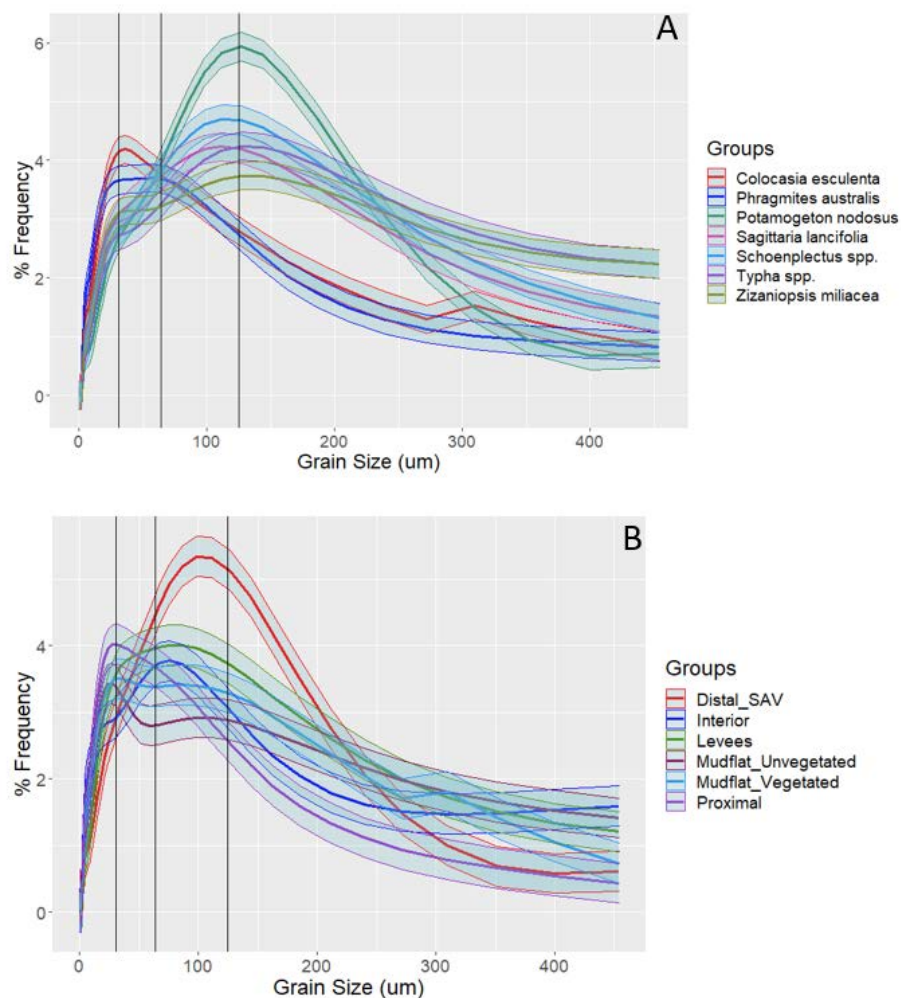 A
6
4
2
0
% Frequency
0 100 200 300 400
Grain Size (um)
Groups
Colocasia esculenta
Phragmites australis
Potamogeton nodosus
Sagittaria lancifolia
Schoenplectus spp.
Typha spp.
Zizaniopsis miliacea
B
4
2
0
% Frequency
0 100 200 300 400
Grain Size (um)
Groups
Distal_SAV
Interior
Levees
Mudflat_Unvegetated
Mudflat_Vegetated
Proximal